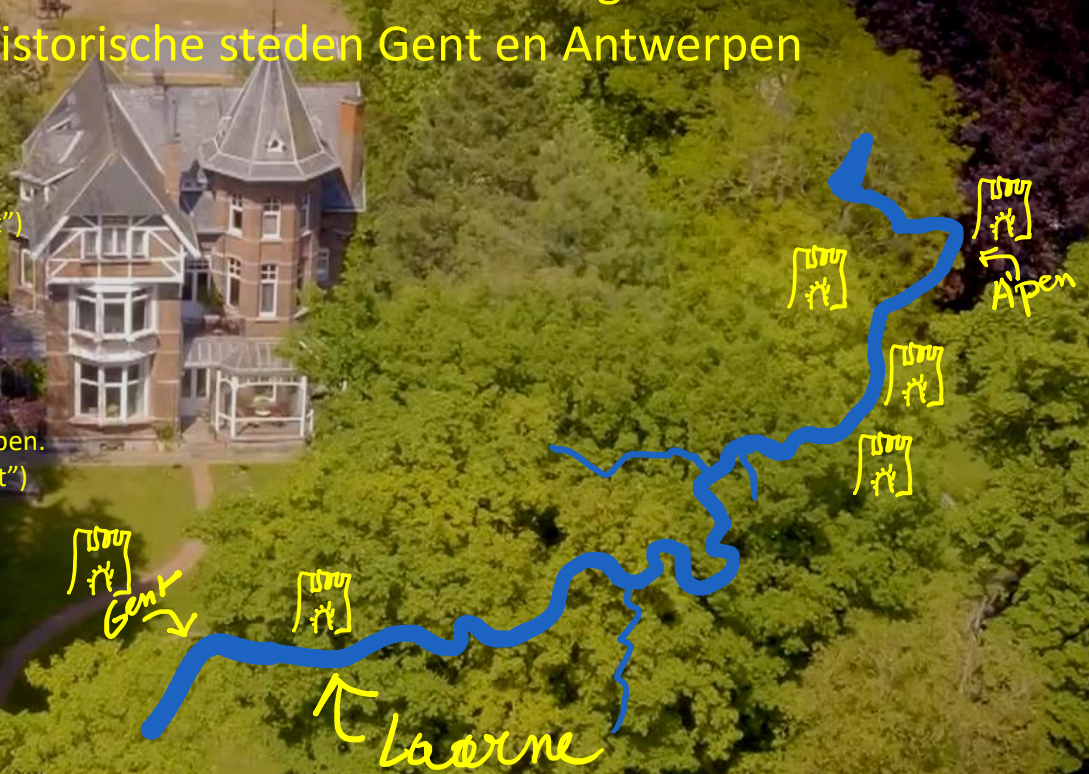 istorische steden Gent en Antwerpen
")
A'pen
pen.
t")
Gent
Laarne